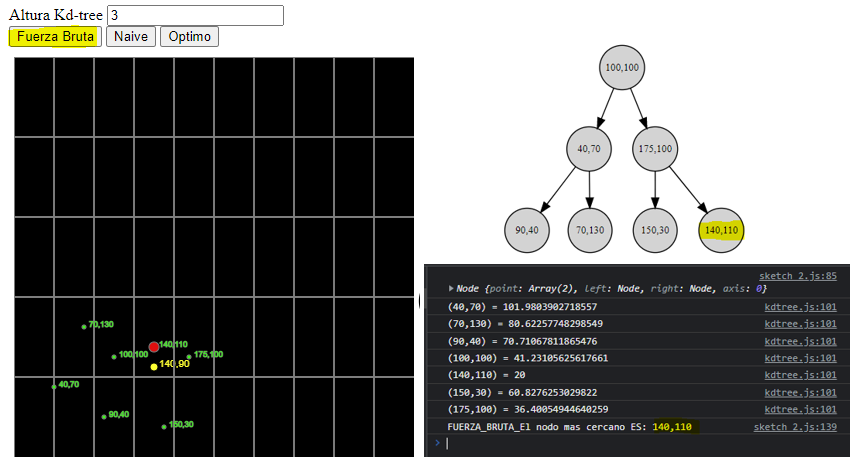 Altura Kd-tree 3
Fuerza Bruta Naive Optimo
70,130
140,110
100,100 175,100
140,90
40,70
90,40
150,30
100,100
40,70 175,100
90,40 70,130 150,30 140,110
sketch 2.js:85
▶ Node {point: Array(2), left: Node, right: Node, axis: 0}
(40,70) = 101.9803902718557 kdtree.js:101
(70,130) = 80.62257748298549 kdtree.js:101
(90,40) = 70.71067811865476 kdtree.js:101
(100,100) = 41.23105625617661 kdtree.js:101
(140,110) = 20 kdtree.js:101
(150,30) = 60.8276253029822 kdtree.js:101
(175,100) = 36.40054944640259 kdtree.js:101
FUERZA_BRUTA_El nodo mas cercano ES: 140,110 sketch 2.js:139